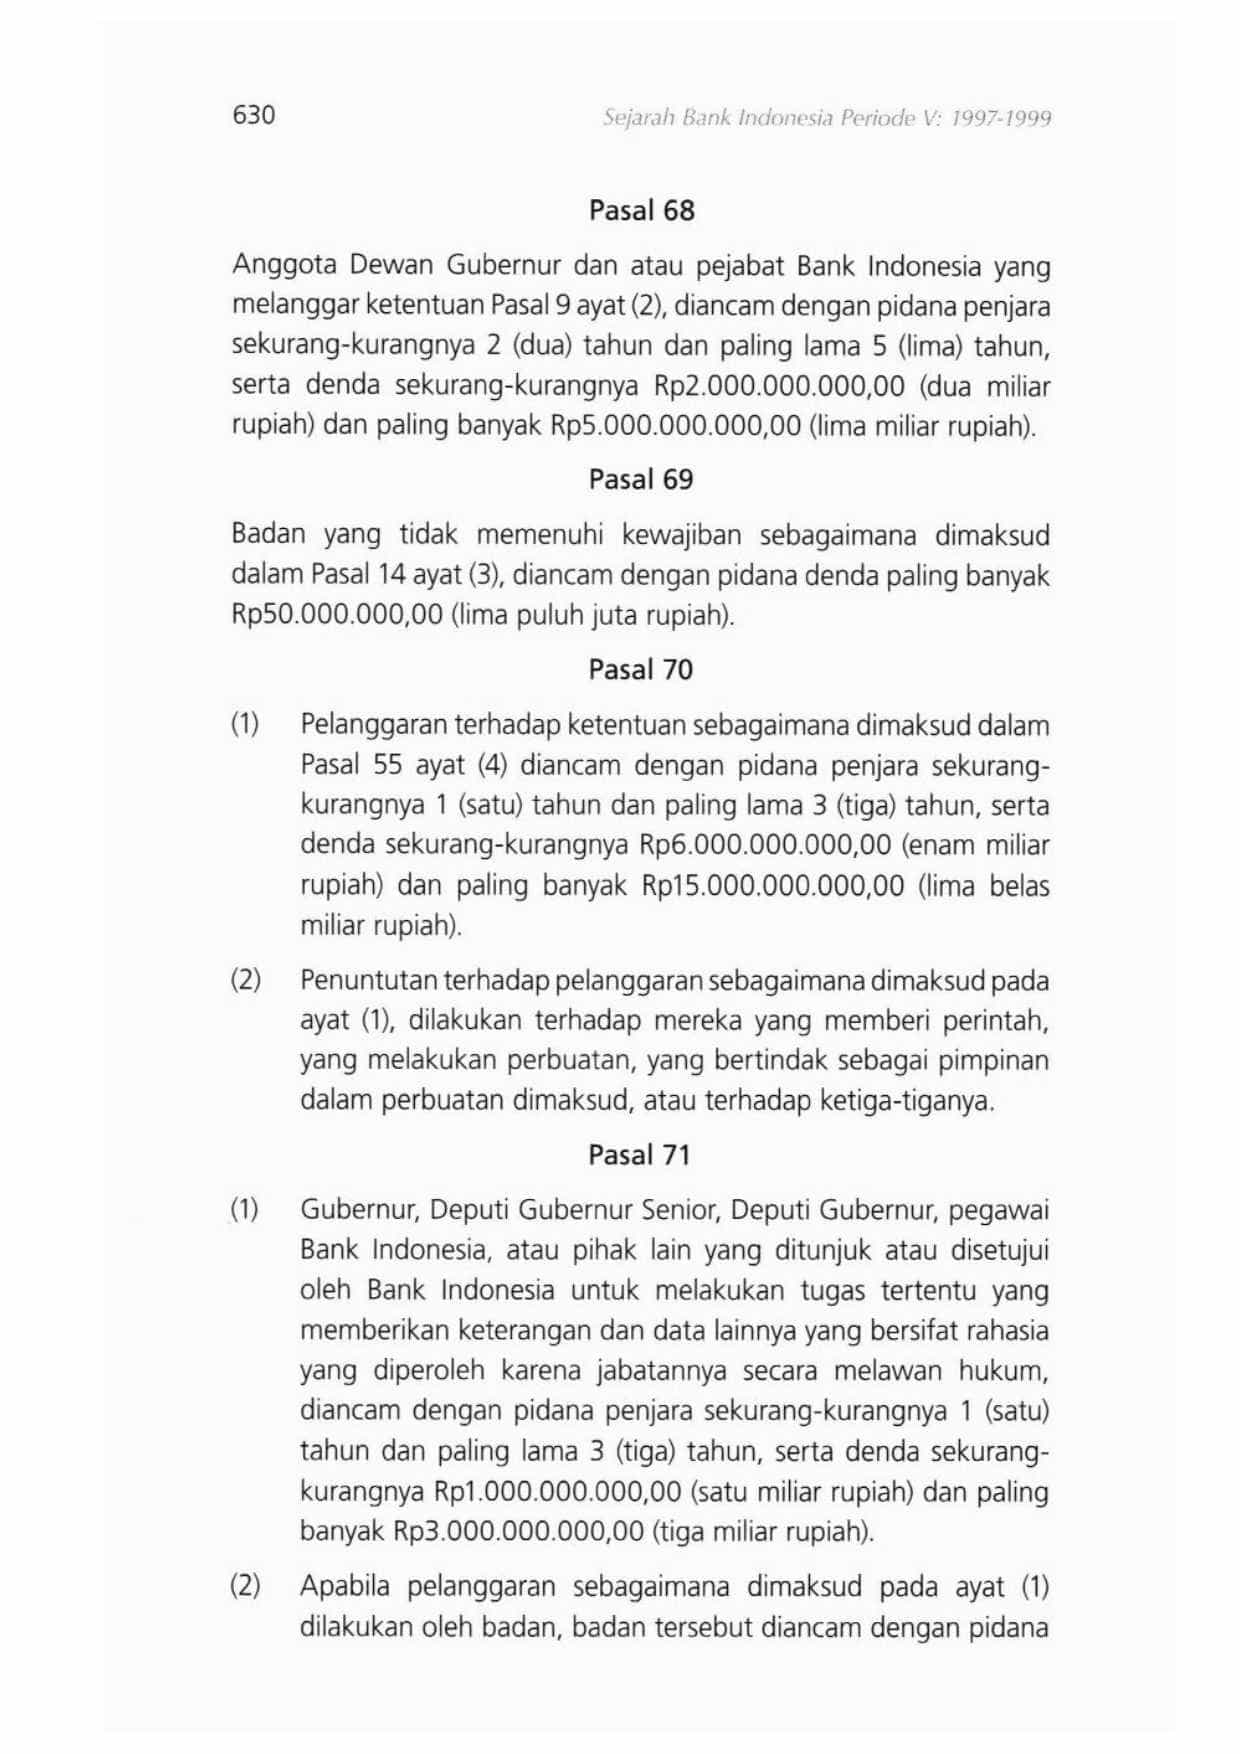 630
Sejarah Bank Indonesia Periode V: 1997-1999
Pasal 68
Anggota Dewan Gubernur dan atau pejabat Bank Indonesia yang
melanggar ketentuan Pasal 9 ayat (2), diancam dengan pidana penjara
sekurang-kurangnya 2 (dua) tahun dan paling lama 5 (lima) tahun,
serta denda sekurang-kurangnya Rp2.000.000.000,00 (dua miliar
rupiah) dan paling banyak Rp5.000.000.000,00 (lima miliar rupiah).
Pasal 69
Badan yang tidak memenuhi kewajiban sebagaimana dimaksud
dalam Pasal 14 ayat (3), diancam dengan pidana denda paling banyak
Rp50.000.000,00 (lima puluh juta rupiah).
Pasal 70
(1) Pelanggaran terhadap ketentuan sebagaimana dimaksud dalam
Pasal 55 ayat (4) diancam dengan pidana penjara sekurang-
kurangnya 1 (satu) tahun dan paling lama 3 (tiga) tahun, serta
denda sekurang-kurangnya Rp6.000.000.000,00 (enam miliar
rupiah) dan paling banyak Rp15.000.000.000,00 (lima belas
miliar rupiah).
(2) Penuntutan terhadap pelanggaran sebagaimana dimaksud pada
ayat (1), dilakukan terhadap mereka yang memberi perintah,
yang melakukan perbuatan, yang bertindak sebagai pimpinan
dalam perbuatan dimaksud, atau terhadap ketiga-tiganya.
Pasal 71
(1) Gubernur, Deputi Gubernur Senior, Deputi Gubernur, pegawai
Bank Indonesia, atau pihak lain yang ditunjuk atau disetujui
oleh Bank Indonesia untuk melakukan tugas tertentu yang
memberikan keterangan dan data lainnya yang bersifat rahasia
yang diperoleh karena jabatannya secara melawan hukum,
diancam dengan pidana penjara sekurang-kurangnya 1 (satu)
tahun dan paling lama 3 (tiga) tahun, serta denda sekurang-
kurangnya Rp1.000.000.000,00 (satu miliar rupiah) dan paling
banyak Rp3.000.000.000,00 (tiga miliar rupiah).
(2) Apabila pelanggaran sebagaimana dimaksud pada ayat (1)
dilakukan oleh badan, badan tersebut diancam dengan pidana